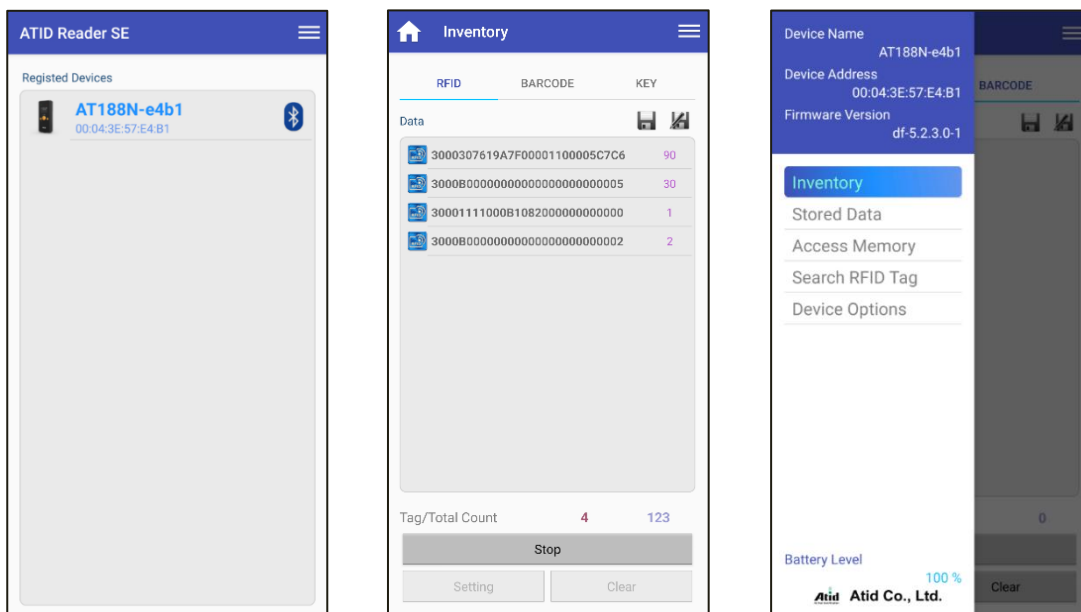 ATID Reader SE
Registed Devices
AT188N-e4b1
00:04:3E:57:E4:B1
Inventory
RFID BARCODE KEY
Data
3000307619A7F00001100005C7C6 90
3000B00000000000000000000005 30
30001111000B1082000000000000 1
3000B00000000000000000000002 2
Tag/Total Count 4 123
Stop
Setting Clear
Device Name
AT188N-e4b1
Device Address
00:04:3E:57:E4:B1
Firmware Version
df-5.2.3.0-1
BARCODE
Inventory
Stored Data
Access Memory
Search RFID Tag
Device Options
0
Battery Level
100 %
Atid Atid Co., Ltd.
Clear